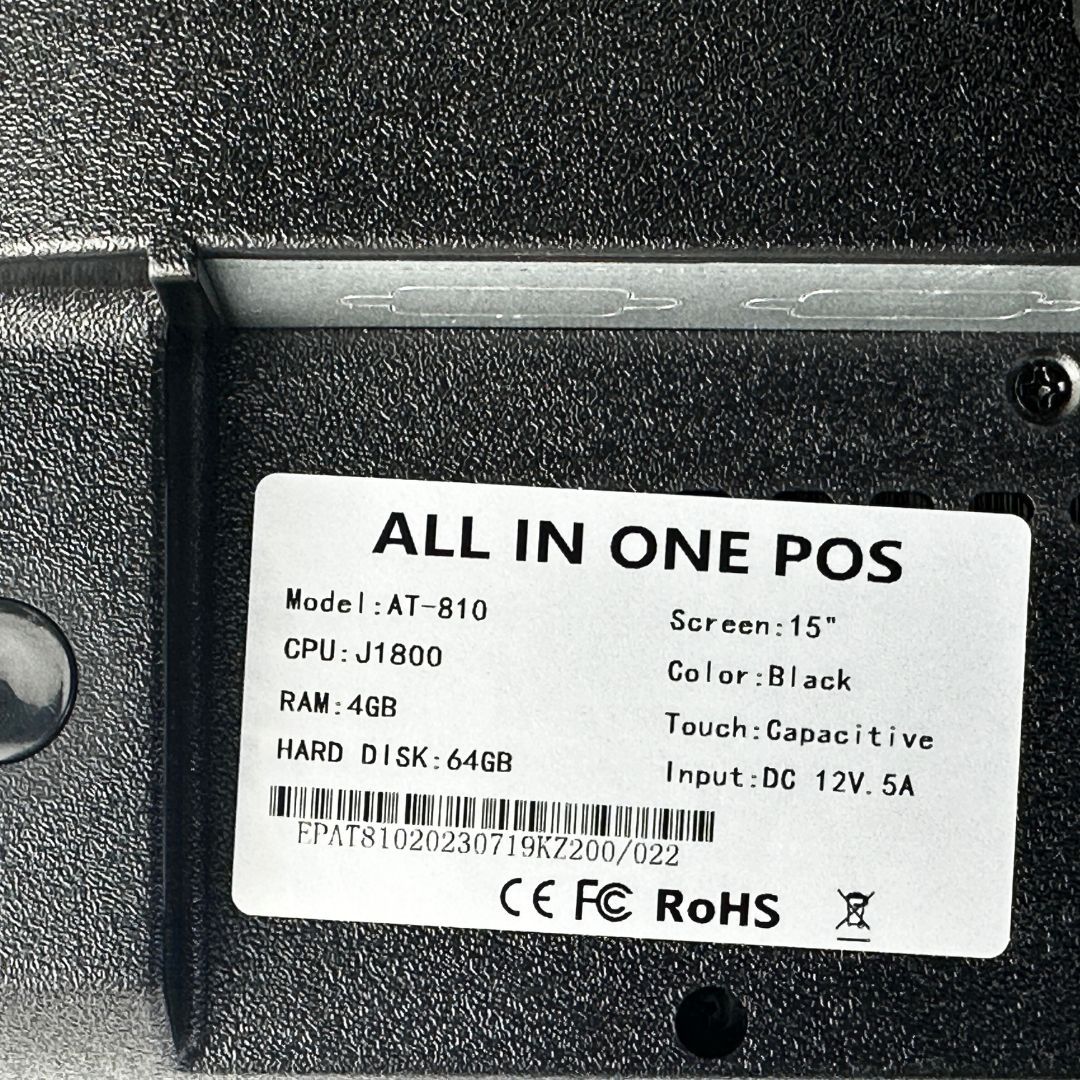 ALL IN ONE POS
Model:AT-810
CPU:J1800
RAM:4GB
HARD DISK:64GB
Screen:15"
Color:Black
Touch:Capacitive
Input:DC 12V.5A
EPAT81020230719KZ200/022
CE FC RoHS